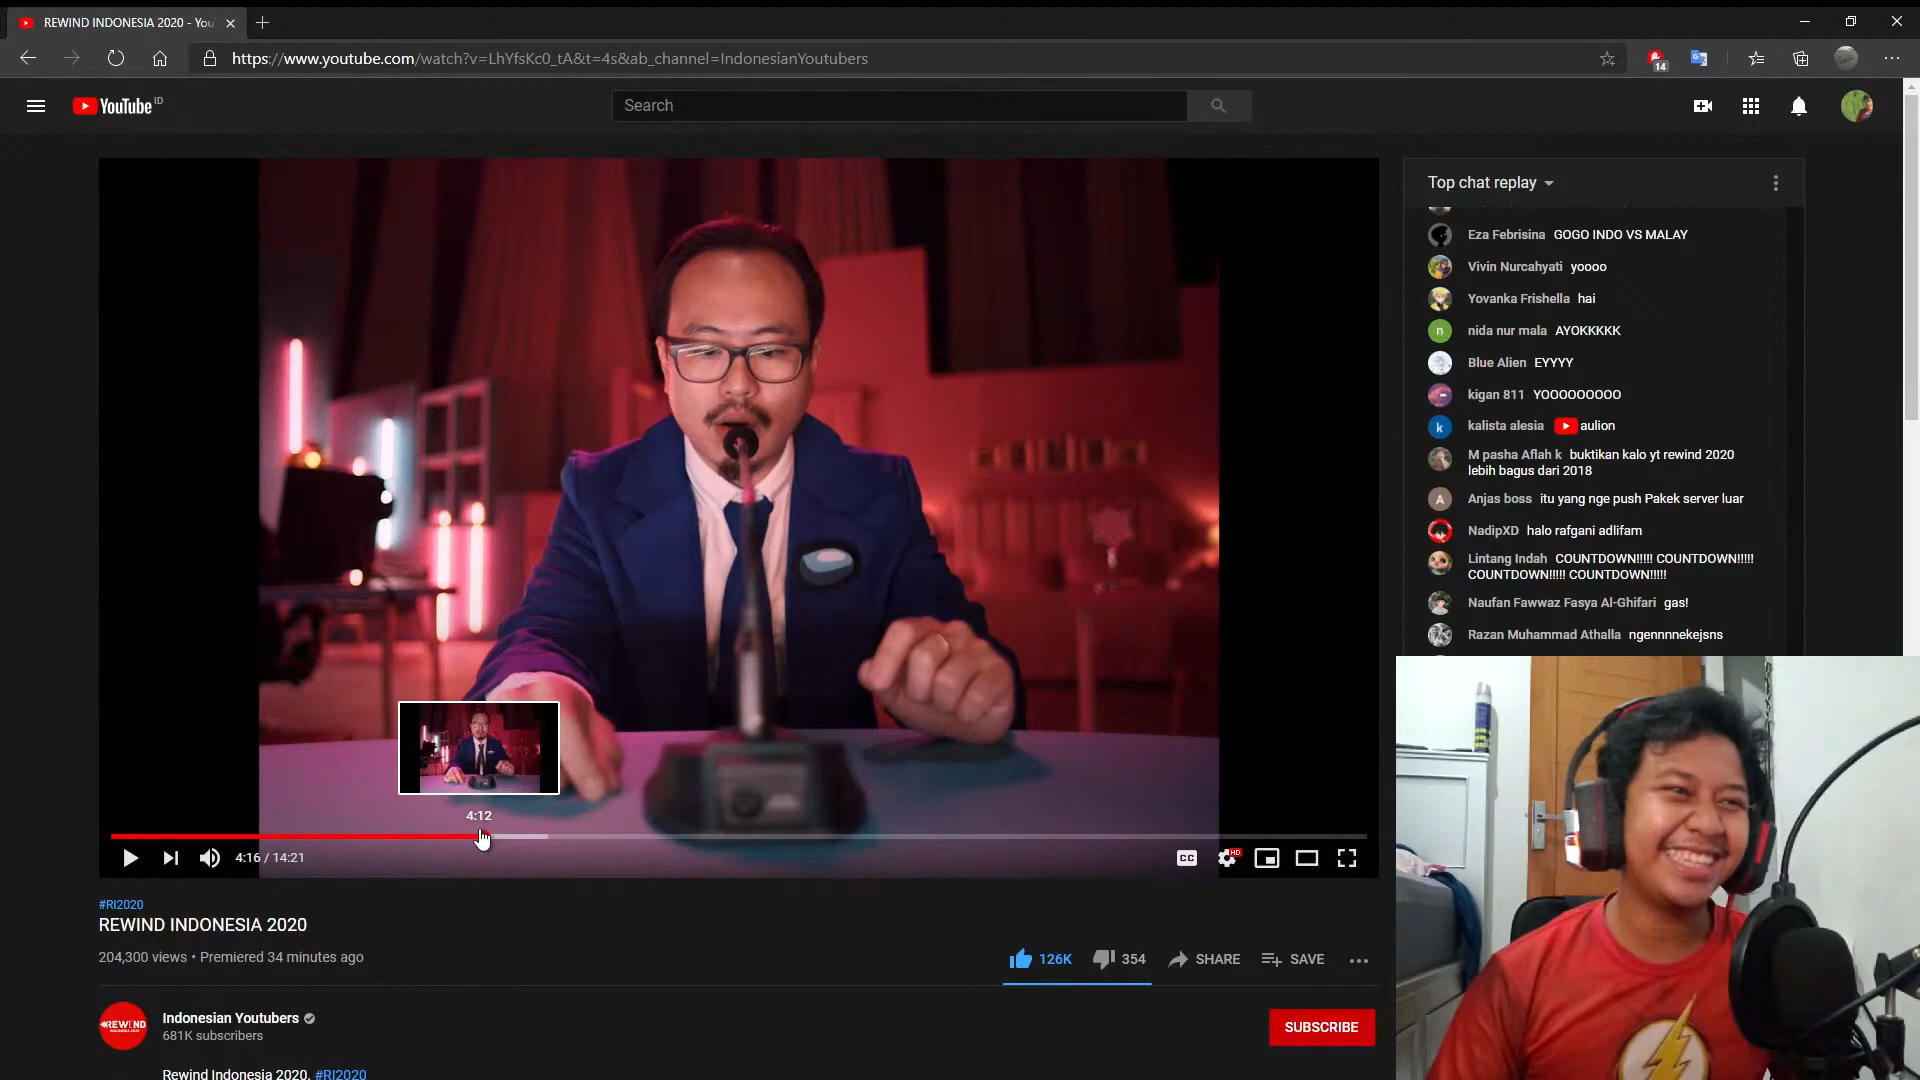 REWIND INDONESIA 2020 - You
https://www.youtube.com/watch?v=LhYfsKc0_tA&t=4s&ab_channel=IndonesianYoutubers
14
YouTube ID
Search
Top chat replay
Eza Febrisina GOGO INDO VS MALAY
Vivin Nurcahyati yoooo
Yovanka Frishella hai
n nida nur mala AYOKKKKK
Blue Alien EYYYY
kigan 811 YOOOOOOOOO
k kalista alesia aulion
M pasha Aflah k buktikan kalo yt rewind 2020
lebih bagus dari 2018
A Anjas boss itu yang nge push Pakek server luar
NadipXD halo rafgani adlifam
Lintang Indah COUNTDOWN!!!!! COUNTDOWN!!!!!
COUNTDOWN!!!!! COUNTDOWN!!!!!
Naufan Fawwaz Fasya Al-Ghifari gas!
Razan Muhammad Athalla ngennnnekejsns
4:12
4:16 / 14:21
CC HD
#RI2020
REWIND INDONESIA 2020
204,300 views • Premiered 34 minutes ago
126K 354 SHARE SAVE
REWIND
INDONESIA 2020
Indonesian Youtubers
681K subscribers
SUBSCRIBE
Rewind Indonesia 2020. #RI2020